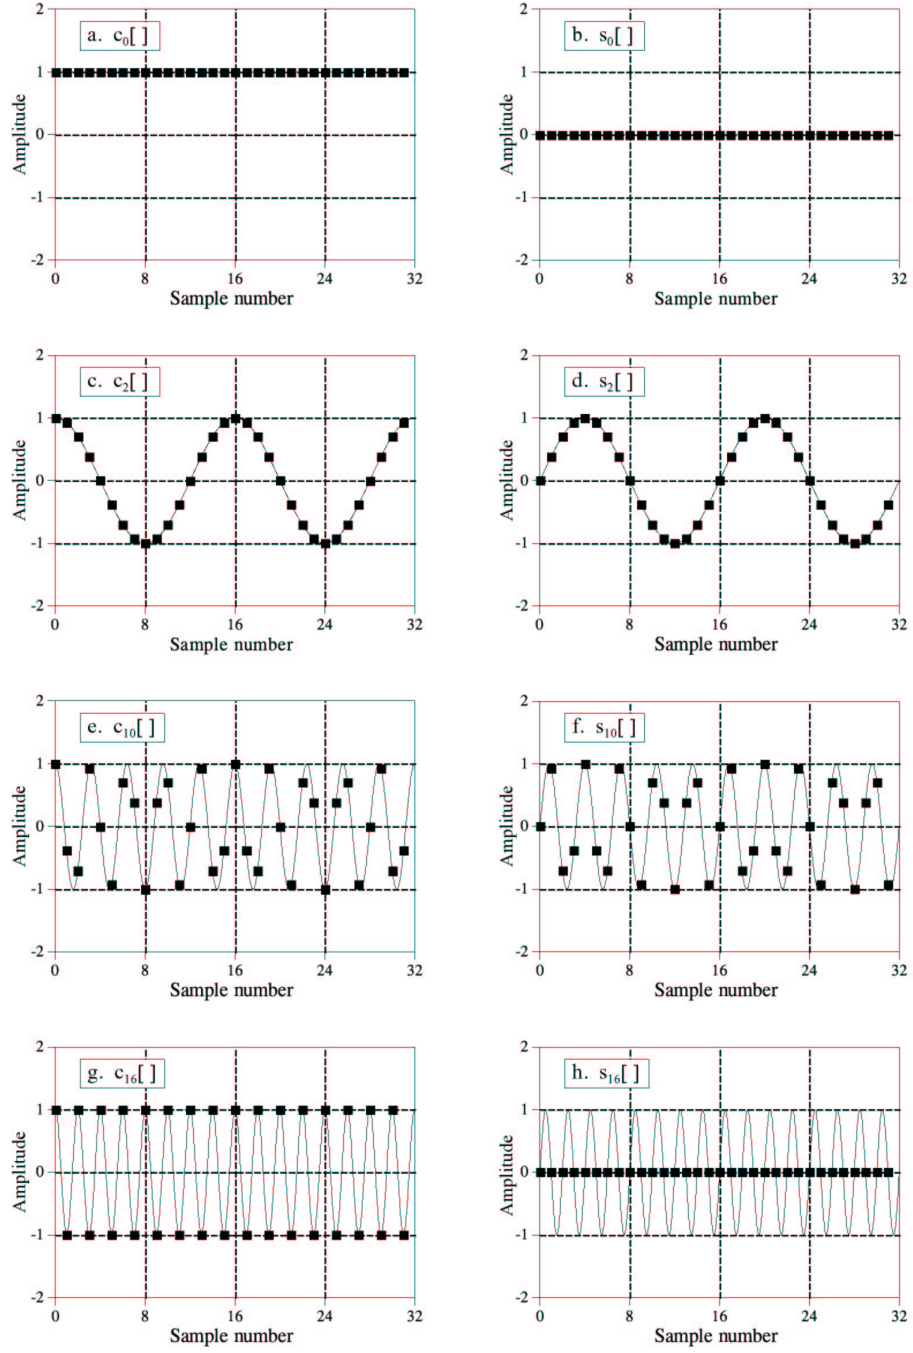 a. c0[ ]
2
1
0
-1
-2
Amplitude
0 8 16 24 32
Sample number
b. s0[ ]
2
1
0
-1
-2
Amplitude
0 8 16 24 32
Sample number
c. c2[ ]
2
1
0
-1
-2
Amplitude
0 8 16 24 32
Sample number
d. s2[ ]
2
1
0
-1
-2
Amplitude
0 8 16 24 32
Sample number
e. c10[ ]
2
1
0
-1
-2
Amplitude
0 8 16 24 32
Sample number
f. s10[ ]
2
1
0
-1
-2
Amplitude
0 8 16 24 32
Sample number
g. c16[ ]
2
1
0
-1
-2
Amplitude
0 8 16 24 32
Sample number
h. s16[ ]
2
1
0
-1
-2
Amplitude
0 8 16 24 32
Sample number